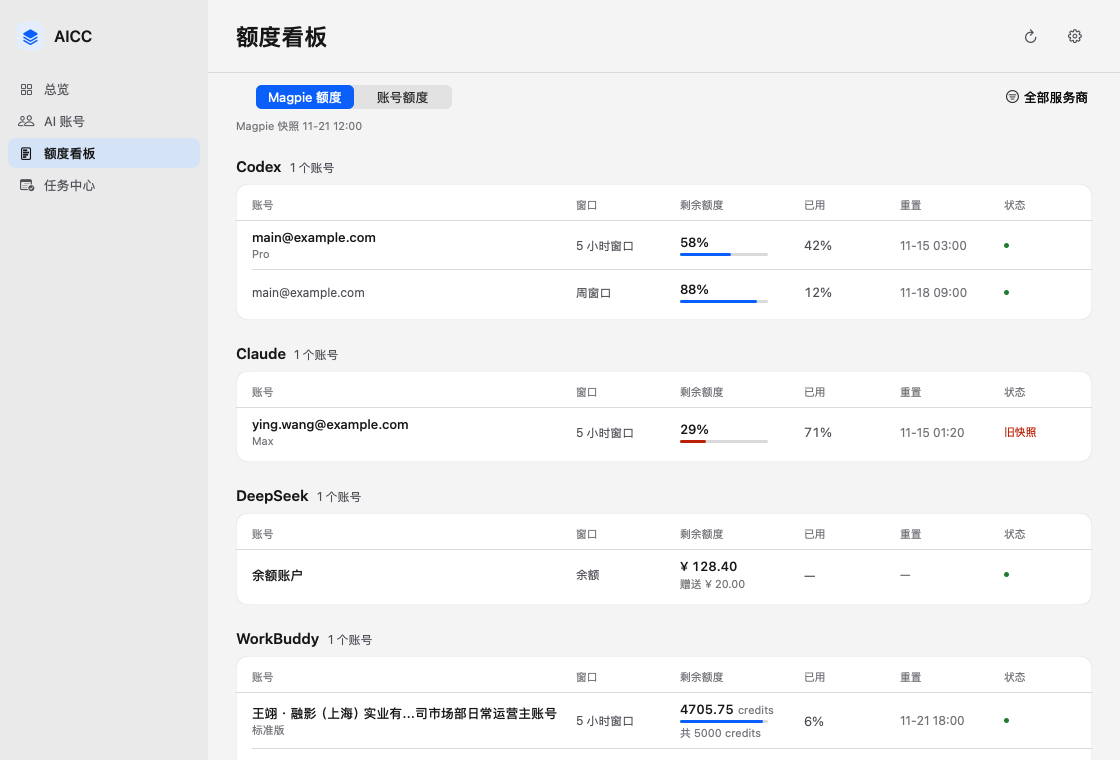 AICC
总览
AI 账号
额度看板
任务中心
额度看板
Magpie 额度 账号额度 全部服务商
Magpie 快照 11-21 12:00
Codex 1 个账号
账号 窗口 剩余额度 已用 重置 状态
main@example.com
Pro
5 小时窗口 58% 42% 11-15 03:00
main@example.com 周窗口 88% 12% 11-18 09:00
Claude 1 个账号
账号 窗口 剩余额度 已用 重置 状态
ying.wang@example.com
Max
5 小时窗口 29% 71% 11-15 01:20 旧快照
DeepSeek 1 个账号
账号 窗口 剩余额度 已用 重置 状态
余额账户 余额 ¥ 128.40 — —
赠送 ¥ 20.00
WorkBuddy 1 个账号
账号 窗口 剩余额度 已用 重置 状态
王翊 · 融影（上海）实业有...司市场部日常运营主账号
标准版
5 小时窗口 4705.75 credits 6% 11-21 18:00
共 5000 credits